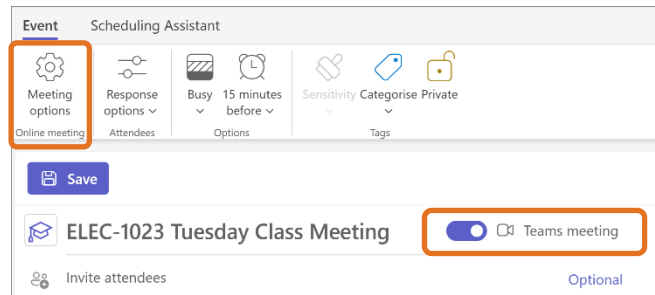 Event Scheduling Assistant
Meeting options
Response options
Busy
15 minutes before
Sensitivity
Categorise
Private
Online meeting
Attendees
Options
Tags
Save
ELEC-1023 Tuesday Class Meeting
Teams meeting
Invite attendees
Optional